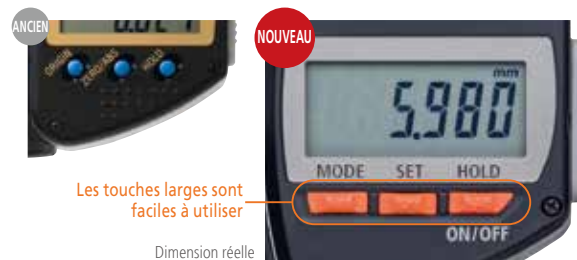 ANCIEN
ORIGIN
ZERO/ABS
HOLD
NOUVEAU
mm
5.980
MODE SET HOLD
Les touches larges sont
faciles à utiliser
ON/OFF
Dimension réelle